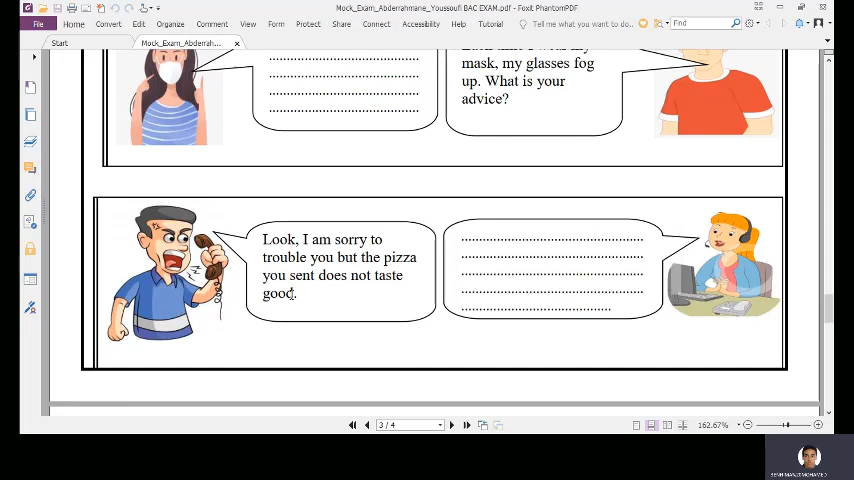 Mock_Exam_Abderrahmane_Youssoufi BAC EXAM.pdf - Foxit PhantomPDF
File Home Convert Edit Organize Comment View Form Protect Share Connect Accessibility Help Tutorial Tell me what you want to do... Find
Start Mock_Exam_Abderrah...
mask, my glasses fog
up. What is your
advice?
Look, I am sorry to
trouble you but the pizza
you sent does not taste
good.
3 / 4 162.67%